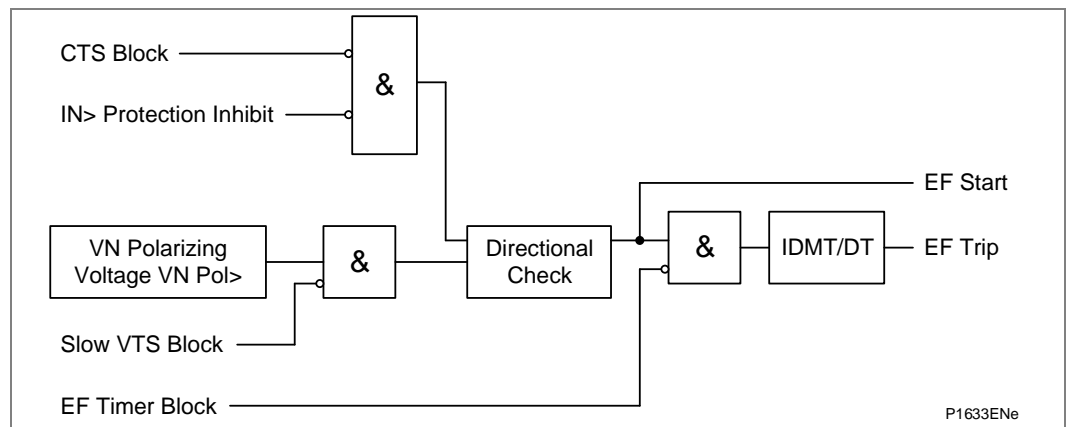 CTS Block
&
IN> Protection Inhibit
EF Start
VN Polarizing
Voltage VN Pol>
&
Directional
Check
&
IDMT/DT
EF Trip
Slow VTS Block
EF Timer Block
P1633ENe